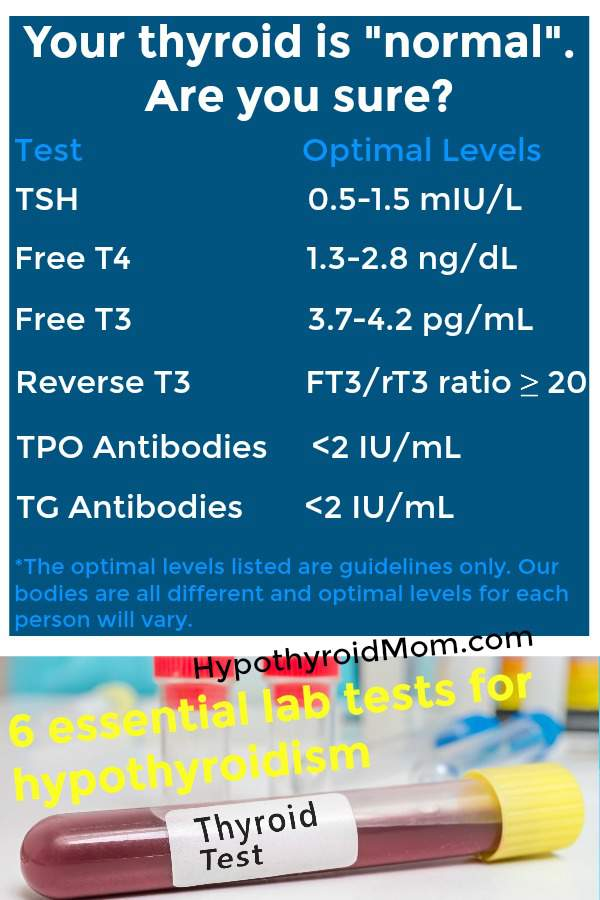 Your thyroid is "normal".
Are you sure?
Test Optimal Levels
TSH 0.5-1.5 mIU/L
Free T4 1.3-2.8 ng/dL
Free T3 3.7-4.2 pg/mL
Reverse T3 FT3/rT3 ratio ≥ 20
TPO Antibodies <2 IU/mL
TG Antibodies <2 IU/mL
*The optimal levels listed are guidelines only. Our
bodies are all different and optimal levels for each
person will vary.
HypothyroidMom.com
6 essential lab tests for
hypothyroidism
Thyroid
Test